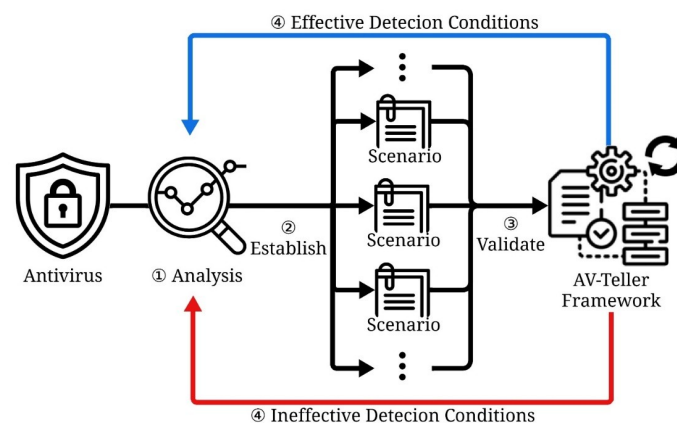 ④ Effective Detecion Conditions
Scenario
②
Establish
Scenario
③
Validate
Scenario
Antivirus
① Analysis
AV-Teller
Framework
④ Ineffective Detecion Conditions